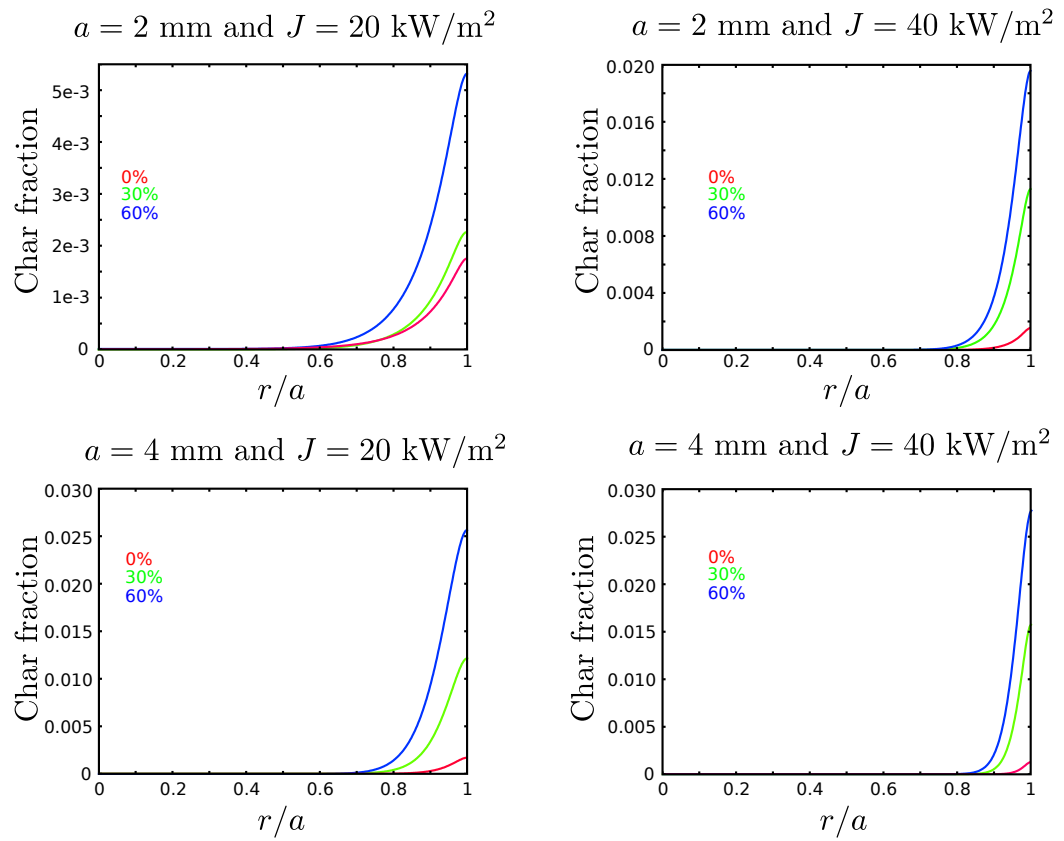 a = 2 mm and J = 20 kW/m²
5e-3
4e-3
3e-3
2e-3
1e-3
0
Char fraction
0%
30%
60%
0 0.2 0.4 0.6 0.8 1
r/a
a = 2 mm and J = 40 kW/m²
0.020
0.016
0.012
0.008
0.004
0
Char fraction
0%
30%
60%
0 0.2 0.4 0.6 0.8 1
r/a
a = 4 mm and J = 20 kW/m²
0.030
0.025
0.020
0.015
0.010
0.005
0
Char fraction
0%
30%
60%
0 0.2 0.4 0.6 0.8 1
r/a
a = 4 mm and J = 40 kW/m²
0.030
0.025
0.020
0.015
0.010
0.005
0
Char fraction
0%
30%
60%
0 0.2 0.4 0.6 0.8 1
r/a